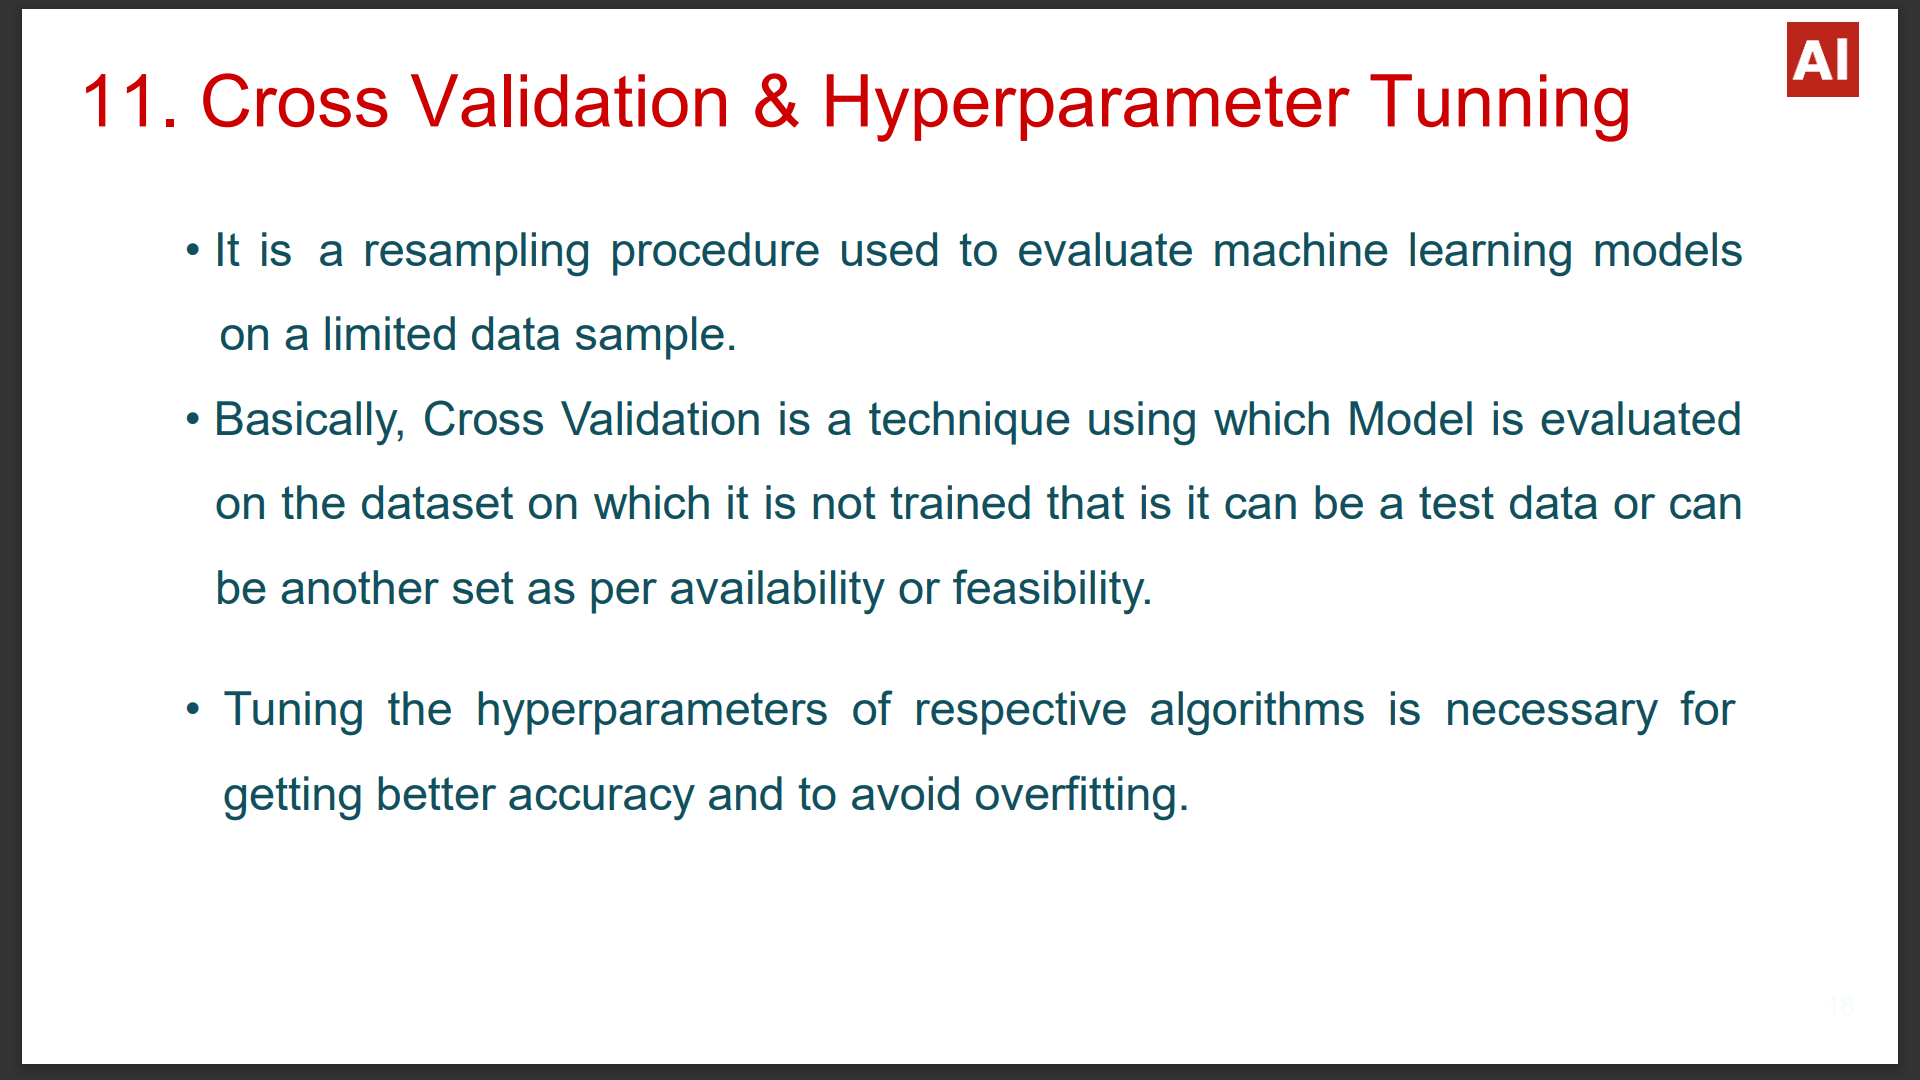 AI
11. Cross Validation & Hyperparameter Tunning
• It is a resampling procedure used to evaluate machine learning models
on a limited data sample.
• Basically, Cross Validation is a technique using which Model is evaluated
on the dataset on which it is not trained that is it can be a test data or can
be another set as per availability or feasibility.
• Tuning the hyperparameters of respective algorithms is necessary for
getting better accuracy and to avoid overfitting.
18